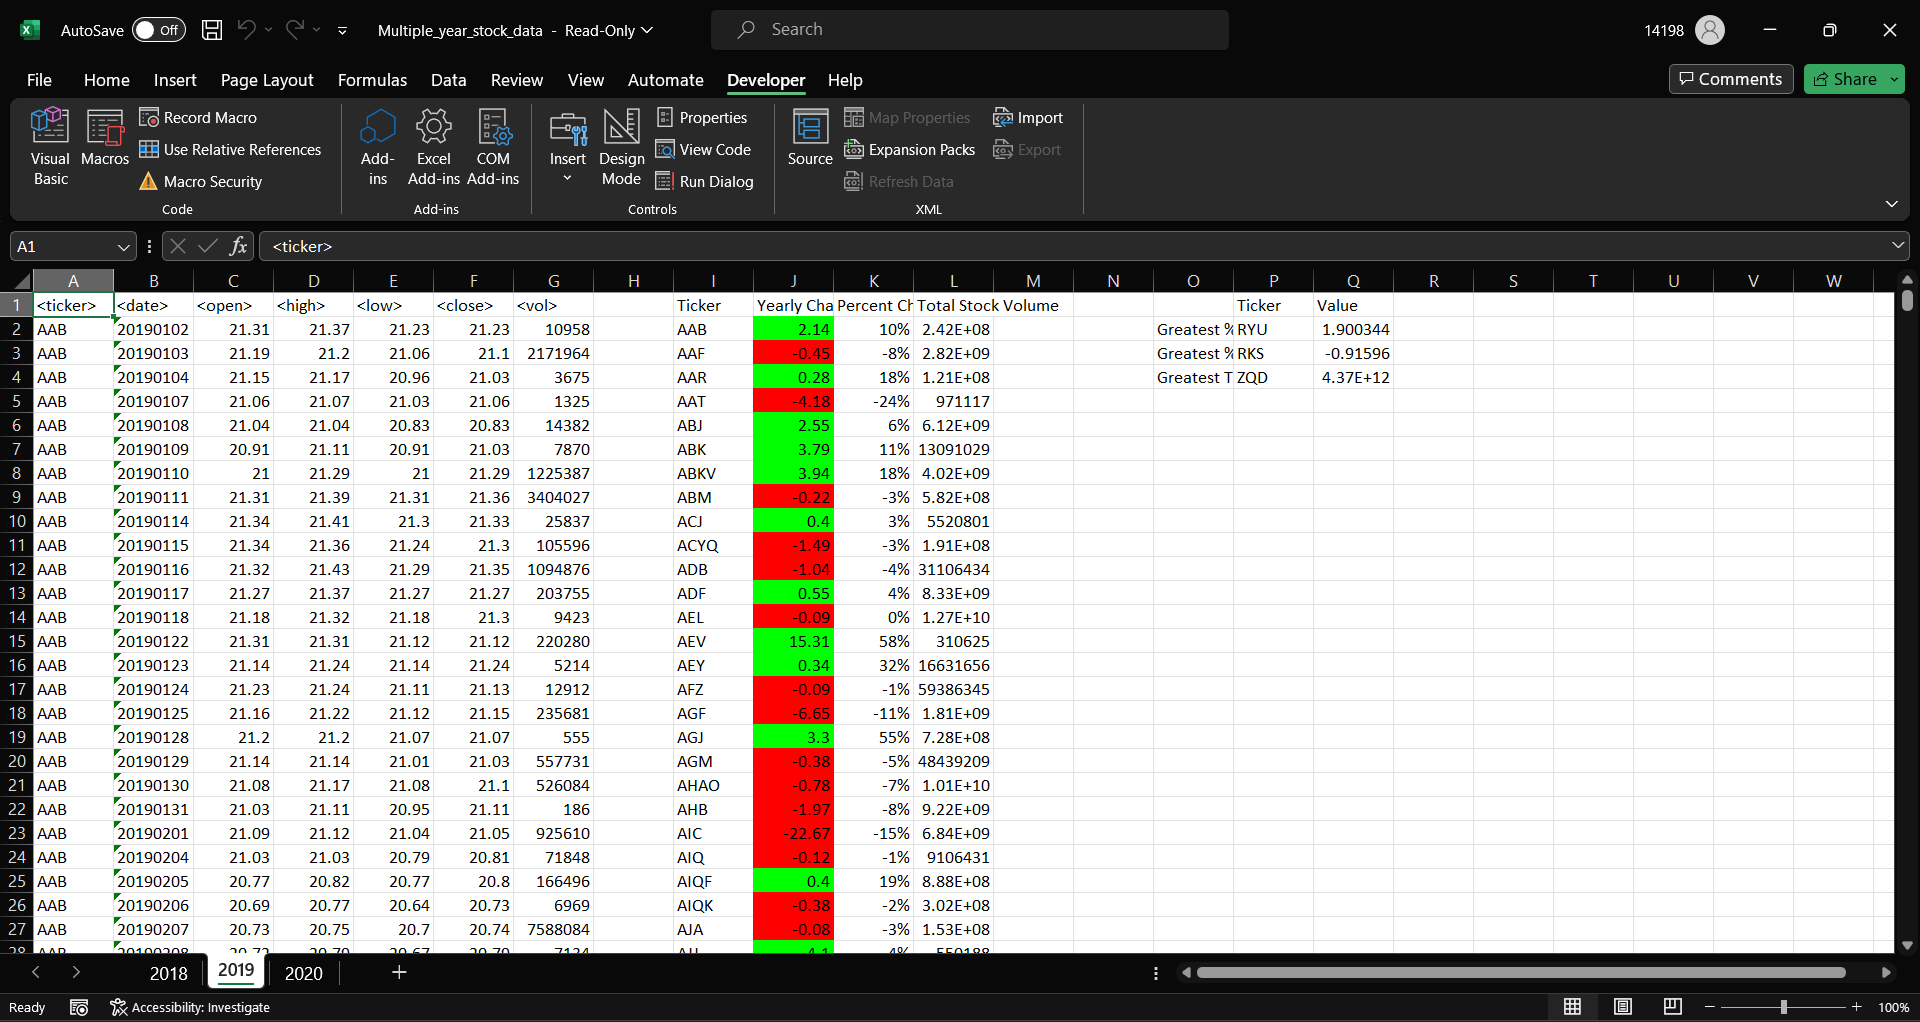 AutoSave Off Multiple_year_stock_data - Read-Only Search 14198
File Home Insert Page Layout Formulas Data Review View Automate Developer Help Comments Share
Visual Basic
Macros
Record Macro
Use Relative References
Macro Security
Code
Add-ins
Excel Add-ins
COM Add-ins
Add-ins
Insert
Design Mode
Properties
View Code
Run Dialog
Controls
Source
Map Properties
Expansion Packs
Refresh Data
Import
Export
XML
A1 fx <ticker>
A B C D E F G H I J K L M N O P Q R S T U V W
1 <ticker> <date> <open> <high> <low> <close> <vol> Ticker Yearly Cha Percent Ch Total Stock Volume Ticker Value
2 AAB 20190102 21.31 21.37 21.23 21.23 10958 AAB 2.14 10% 2.42E+08 Greatest % RYU 1.900344
3 AAB 20190103 21.19 21.2 21.06 21.1 2171964 AAF -0.45 -8% 2.82E+09 Greatest % RKS -0.91596
4 AAB 20190104 21.15 21.17 20.96 21.03 3675 AAR 0.28 18% 1.21E+08 Greatest T ZQD 4.37E+12
5 AAB 20190107 21.06 21.07 21.03 21.06 1325 AAT -4.18 -24% 971117
6 AAB 20190108 21.04 21.04 20.83 20.83 14382 ABJ 2.55 6% 6.12E+09
7 AAB 20190109 20.91 21.11 20.91 21.03 7870 ABK 3.79 11% 13091029
8 AAB 20190110 21 21.29 21 21.29 1225387 ABKV 3.94 18% 4.02E+09
9 AAB 20190111 21.31 21.39 21.31 21.36 3404027 ABM -0.22 -3% 5.82E+08
10 AAB 20190114 21.34 21.41 21.3 21.33 25837 ACJ 0.4 3% 5520801
11 AAB 20190115 21.34 21.36 21.24 21.3 105596 ACYQ -1.49 -3% 1.91E+08
12 AAB 20190116 21.32 21.43 21.29 21.35 1094876 ADB -1.04 -4% 31106434
13 AAB 20190117 21.27 21.37 21.27 21.27 203755 ADF 0.55 4% 8.33E+09
14 AAB 20190118 21.18 21.32 21.18 21.3 9423 AEL -0.09 0% 1.27E+10
15 AAB 20190122 21.31 21.31 21.12 21.12 220280 AEV 15.31 58% 310625
16 AAB 20190123 21.14 21.24 21.14 21.24 5214 AEY 0.34 32% 16631656
17 AAB 20190124 21.23 21.24 21.11 21.13 12912 AFZ -0.09 -1% 59386345
18 AAB 20190125 21.16 21.22 21.12 21.15 235681 AGF -6.65 -11% 1.81E+09
19 AAB 20190128 21.2 21.2 21.07 21.07 555 AGJ 3.3 55% 7.28E+08
20 AAB 20190129 21.14 21.14 21.01 21.03 557731 AGM -0.38 -5% 48439209
21 AAB 20190130 21.08 21.17 21.08 21.1 526084 AHAO -0.78 -7% 1.01E+10
22 AAB 20190131 21.03 21.11 20.95 21.11 186 AHB -1.97 -8% 9.22E+09
23 AAB 20190201 21.09 21.12 21.04 21.05 925610 AIC -22.67 -15% 6.84E+09
24 AAB 20190204 21.03 21.03 20.79 20.81 71848 AIQ -0.12 -1% 9106431
25 AAB 20190205 20.77 20.82 20.77 20.8 166496 AIQF 0.4 19% 8.88E+08
26 AAB 20190206 20.69 20.77 20.64 20.73 6969 AIQK -0.38 -2% 3.02E+08
27 AAB 20190207 20.73 20.75 20.7 20.74 7588084 AJA -0.08 -3% 1.53E+08
28 AAB 20190208
2018 2019 2020
Ready Accessibility: Investigate 100%